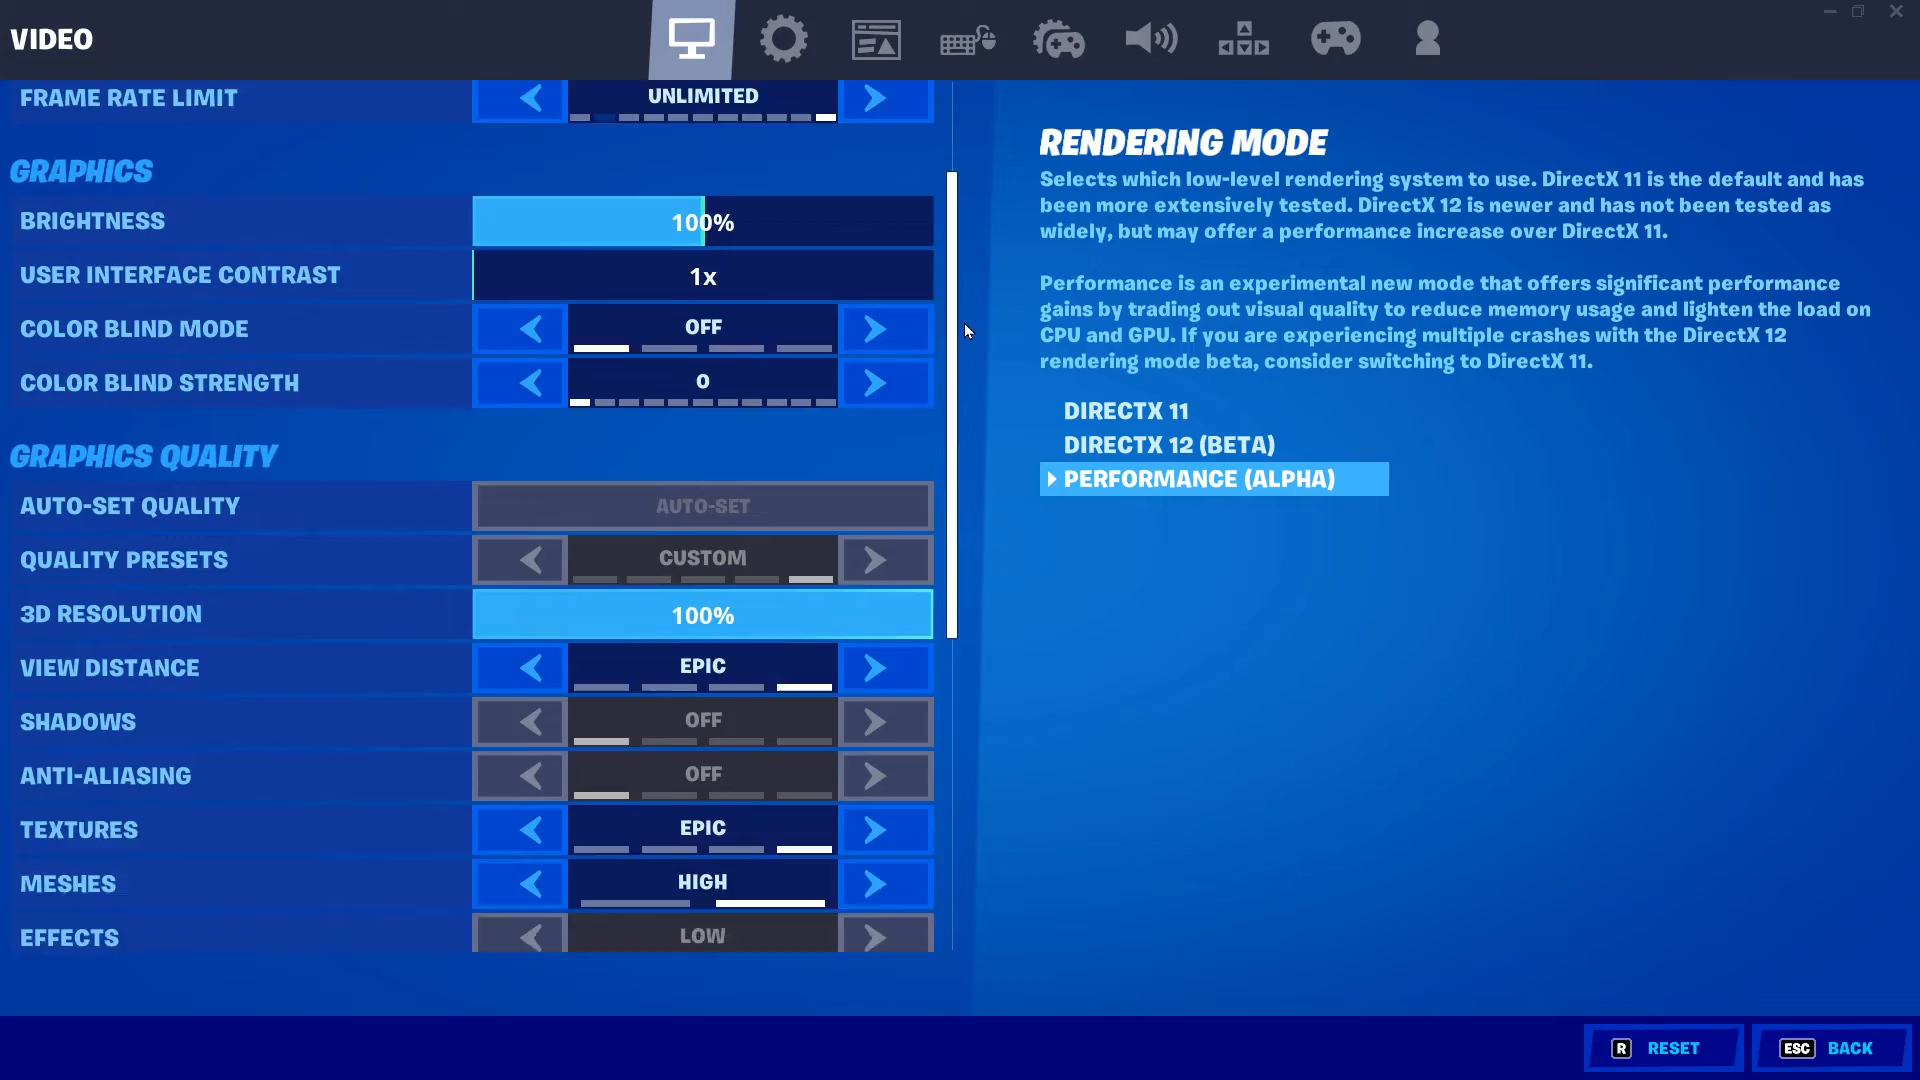 VIDEO
FRAME RATE LIMIT
UNLIMITED
GRAPHICS
BRIGHTNESS
100%
USER INTERFACE CONTRAST
1x
COLOR BLIND MODE
OFF
COLOR BLIND STRENGTH
0
GRAPHICS QUALITY
AUTO-SET QUALITY
AUTO-SET
QUALITY PRESETS
CUSTOM
3D RESOLUTION
100%
VIEW DISTANCE
EPIC
SHADOWS
OFF
ANTI-ALIASING
OFF
TEXTURES
EPIC
MESHES
HIGH
EFFECTS
LOW
RENDERING MODE
Selects which low-level rendering system to use. DirectX 11 is the default and has
been more extensively tested. DirectX 12 is newer and has not been tested as
widely, but may offer a performance increase over DirectX 11.
Performance is an experimental new mode that offers significant performance
gains by trading out visual quality to reduce memory usage and lighten the load on
CPU and GPU. If you are experiencing multiple crashes with the DirectX 12
rendering mode beta, consider switching to DirectX 11.
DIRECTX 11
DIRECTX 12 (BETA)
PERFORMANCE (ALPHA)
R RESET
ESC BACK